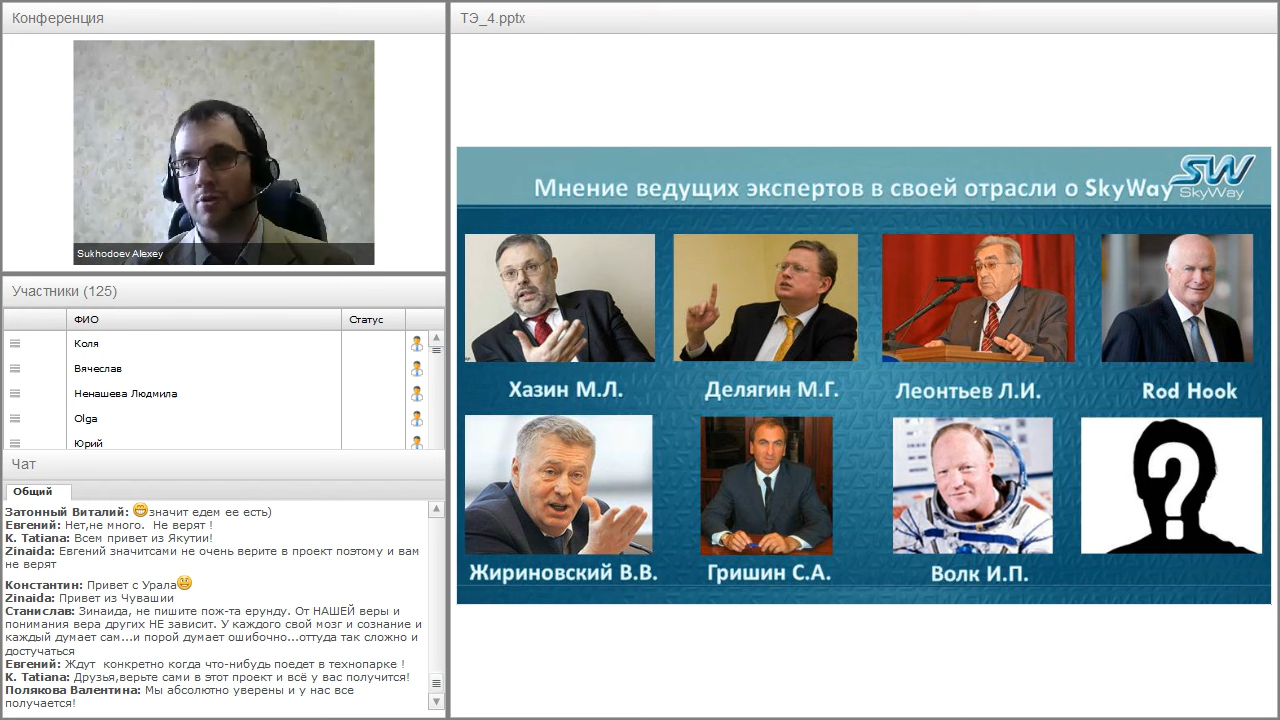 Конференция
Sukhodoev Alexey
Участники (125)
ФИО
Статус
Коля
Вячеслав
Ненашева Людмила
Olga
Юрий
Чат
Общий
Затонный Виталий: значит едем ее есть)
Евгений: Нет,не много.  Не верят !
K. Tatiana: Всем привет из Якутии!
Zinaida: Евгений значитсами не очень верите в проект поэтому и вам
не верят
Константин: Привет с Урала
Zinaida: Привет из Чувашии
Станислав: Зинаида, не пишите пож-та ерунду. От НАШЕЙ веры и
понимания вера других НЕ зависит. У каждого свой мозг и сознание и
каждый думает сам...и порой думает ошибочно...оттуда так сложно и
достучаться
Евгений: Ждут  конкретно когда что-нибудь поедет в технопарке !
K. Tatiana: Друзья,верьте сами в этот проект и всё у вас получится!
Полякова Валентина: Мы абсолютно уверены и у нас все
получается!
ТЭ_4.pptx
Мнение ведущих экспертов в своей отрасли о SkyWay
SW
SkyWay
Хазин М.Л.
Делягин М.Г.
Леонтьев Л.И.
Rod Hook
Жириновский В.В.
Гришин С.А.
Волк И.П.
?